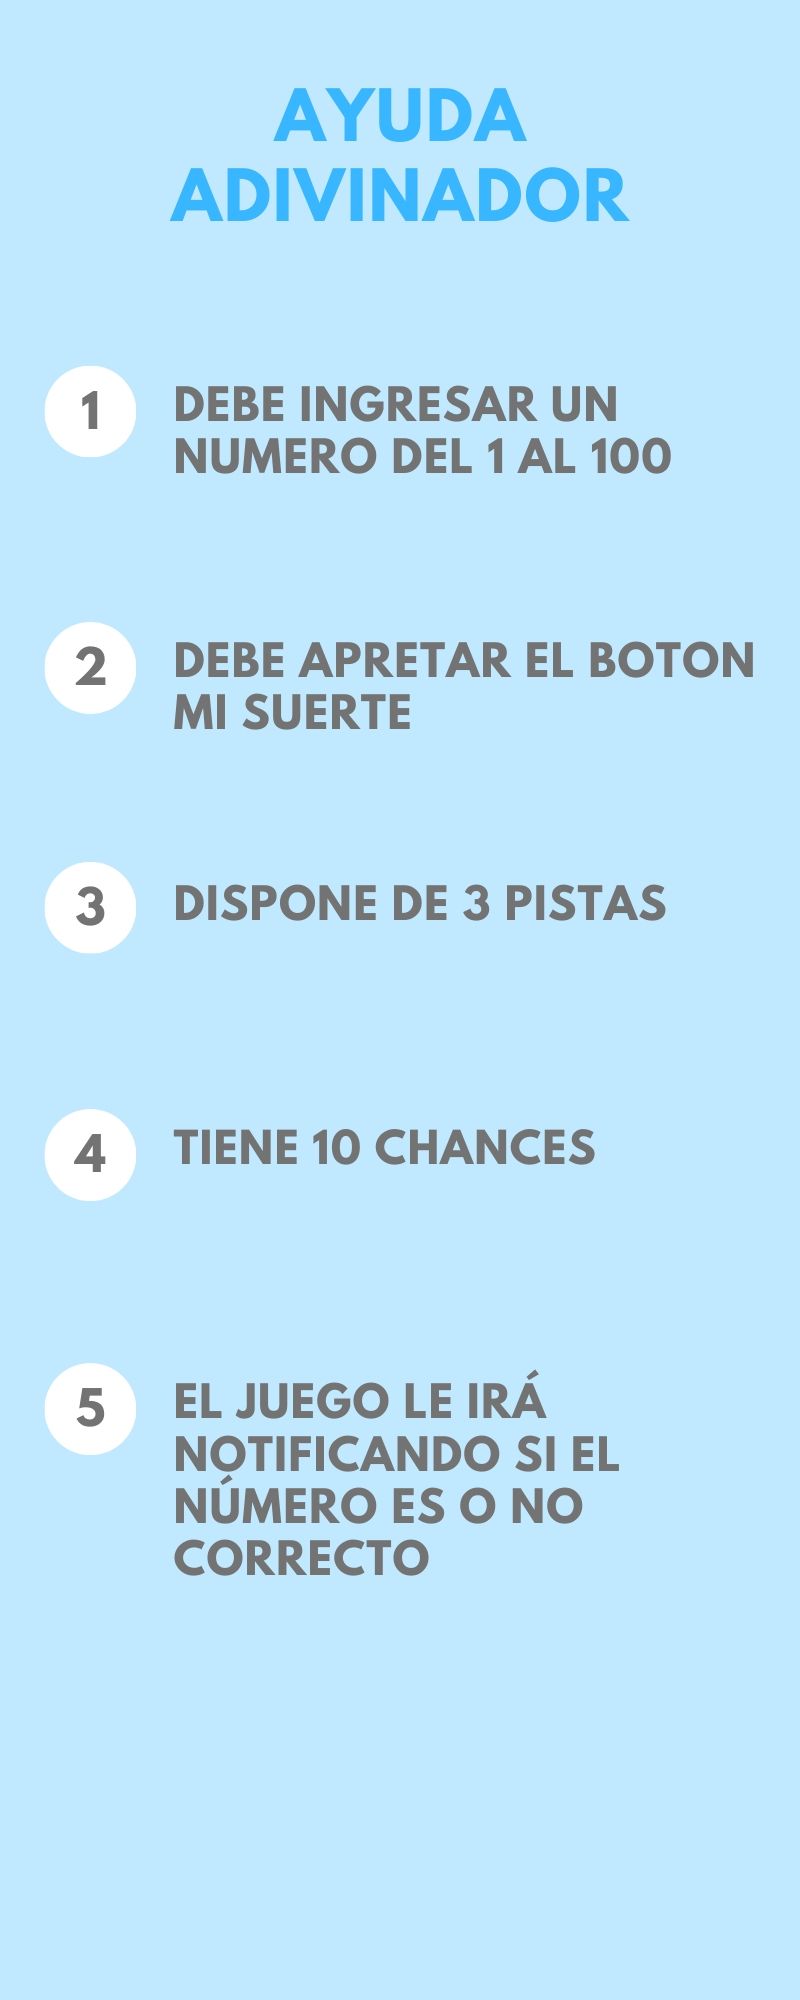 AYUDA
ADIVINADOR
1
DEBE INGRESAR UN
NUMERO DEL 1 AL 100
2
DEBE APRETAR EL BOTON
MI SUERTE
3
DISPONE DE 3 PISTAS
4
TIENE 10 CHANCES
5
EL JUEGO LE IRÁ
NOTIFICANDO SI EL
NÚMERO ES O NO
CORRECTO